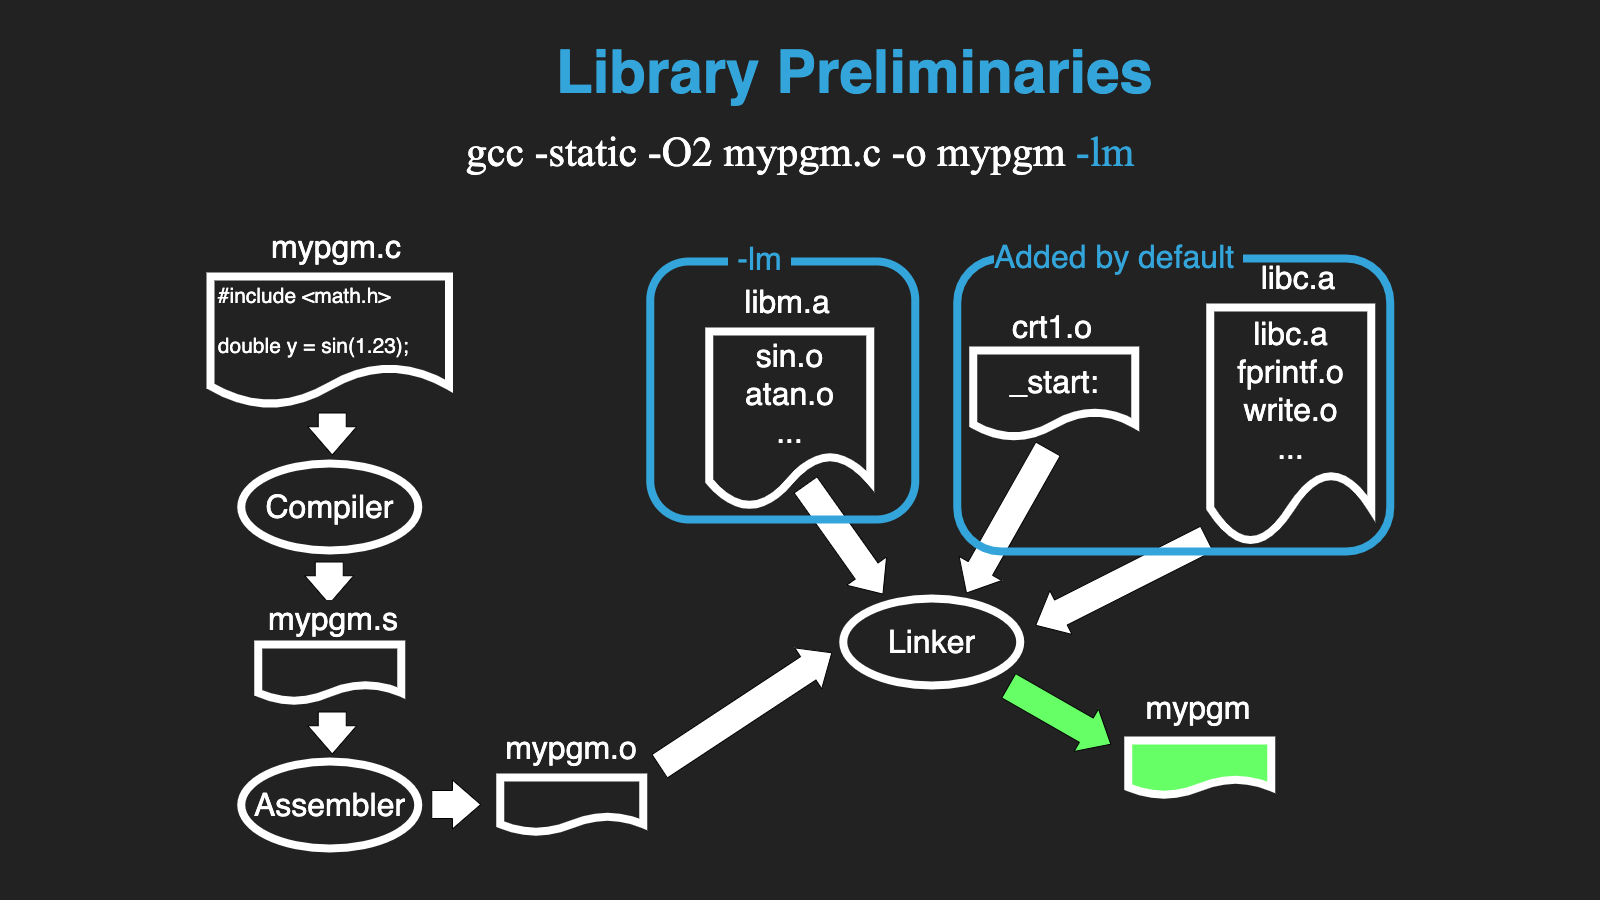 Library Preliminaries
gcc -static -O2 mypgm.c -o mypgm -lm
mypgm.c
#include <math.h>
double y = sin(1.23);
Compiler
mypgm.s
Assembler
mypgm.o
-lm
libm.a
sin.o
atan.o
...
Added by default
crt1.o
_start:
libc.a
libc.a
fprintf.o
write.o
...
Linker
mypgm